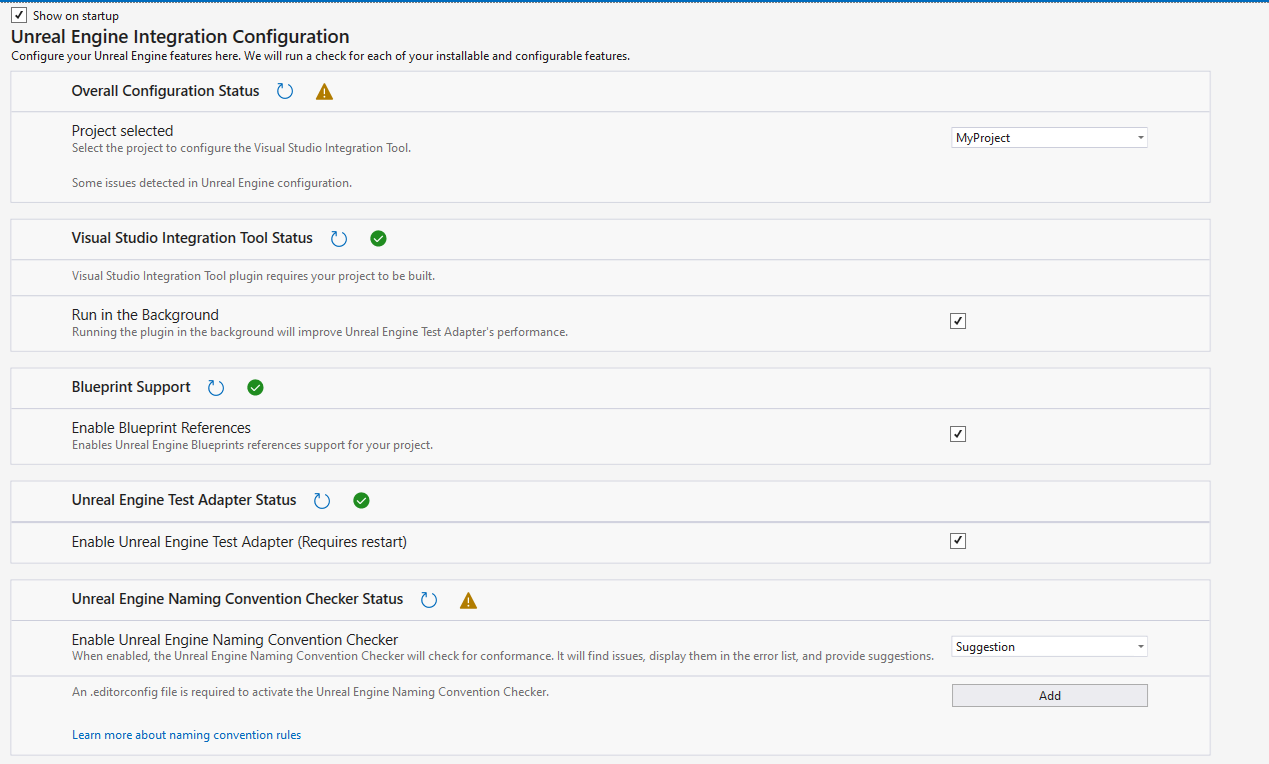 Show on startup
Unreal Engine Integration Configuration
Configure your Unreal Engine features here. We will run a check for each of your installable and configurable features.
Overall Configuration Status
Project selected
MyProject
Select the project to configure the Visual Studio Integration Tool.
Some issues detected in Unreal Engine configuration.
Visual Studio Integration Tool Status
Visual Studio Integration Tool plugin requires your project to be built.
Run in the Background
Running the plugin in the background will improve Unreal Engine Test Adapter's performance.
Blueprint Support
Enable Blueprint References
Enables Unreal Engine Blueprints references support for your project.
Unreal Engine Test Adapter Status
Enable Unreal Engine Test Adapter (Requires restart)
Unreal Engine Naming Convention Checker Status
Enable Unreal Engine Naming Convention Checker
Suggestion
When enabled, the Unreal Engine Naming Convention Checker will check for conformance. It will find issues, display them in the error list, and provide suggestions.
An .editorconfig file is required to activate the Unreal Engine Naming Convention Checker.
Add
Learn more about naming convention rules